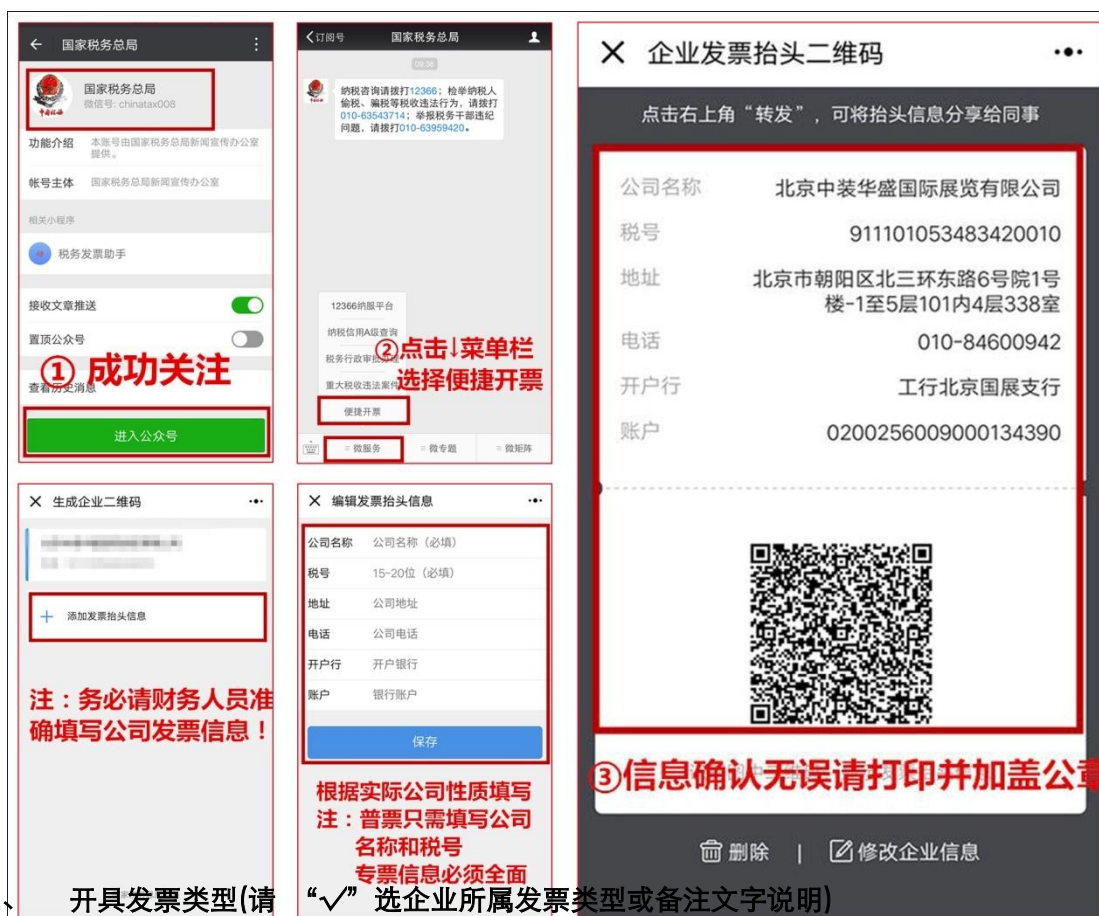 国家税务总局
国家税务总局
微信号: chinatax008
功能介绍 本账号由国家税务总局新闻宣传办公室
提供。
帐号主体 国家税务总局新闻宣传办公室
相关小程序
税务发票助手
接收文章推送
置顶公众号
① 成功关注
查看历史消息
进入公众号
订阅号 国家税务总局
09:38
纳税咨询请拨打12366；检举纳税人
偷税、骗税等税收违法行为，请拨打
010-63543714；举报税务干部违纪
问题，请拨打010-63959420。
12366纳服平台
纳税信用A级查询
税务行政审批办理
重大税收违法案件
便捷开票
②点击↓菜单栏
选择便捷开票
微服务 微专题 微矩阵
企业发票抬头二维码
点击右上角“转发”，可将抬头信息分享给同事
公司名称 北京中装华盛国际展览有限公司
税号 911101053483420010
地址 北京市朝阳区北三环东路6号院1号
楼-1至5层101内4层338室
电话 010-84600942
开户行 工行北京国展支行
账户 0200256009000134390
③信息确认无误请打印并加盖公章
删除 | 修改企业信息
生成企业二维码
添加发票抬头信息
注：务必请财务人员准
确填写公司发票信息！
编辑发票抬头信息
公司名称 公司名称（必填）
税号 15-20位（必填）
地址 公司地址
电话 公司电话
开户行 开户银行
账户 银行账户
保存
根据实际公司性质填写
注：普票只需填写公司
名称和税号
专票信息必须全面
、 开具发票类型(请 “√”选企业所属发票类型或备注文字说明)